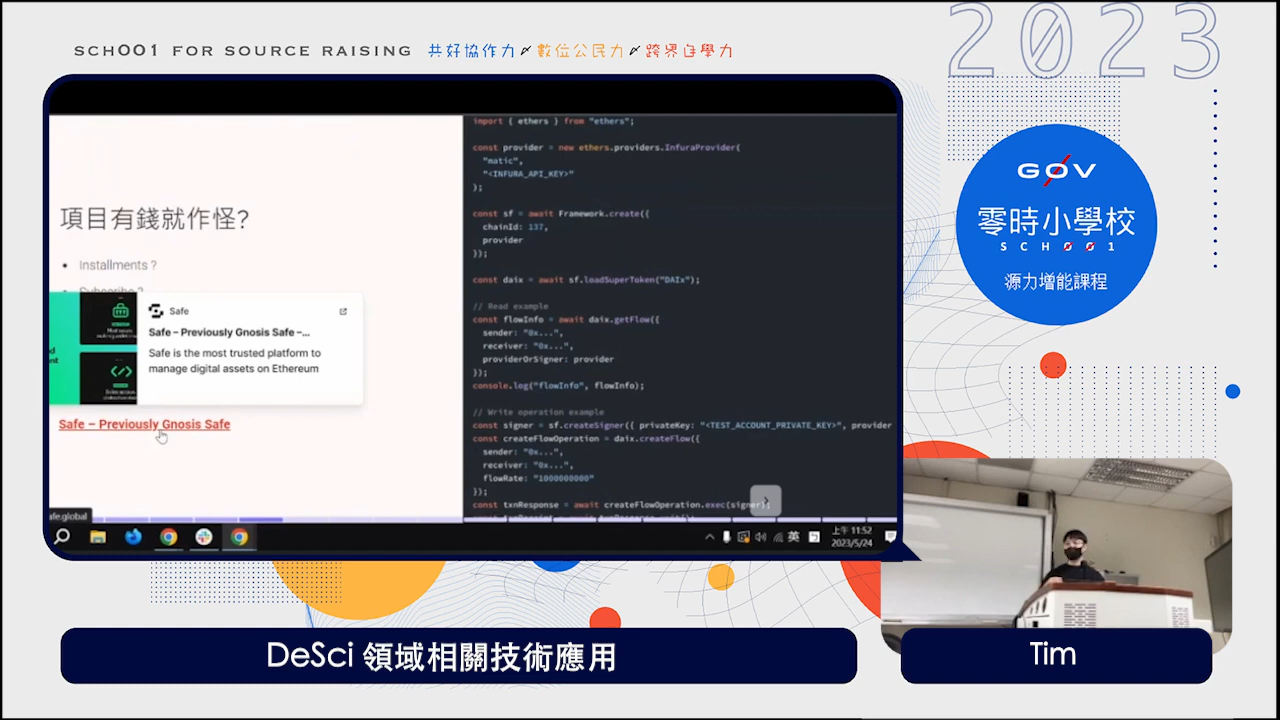 SCH001 FOR SOURCE RAISING 共好協作力 數位公民力 跨界自學力
2023
G0V
零時小學校
SCH001
源力增能課程
項目有錢就作怪?
• Installments ?
• Subscribe ?
Safe
Safe – Previously Gnosis Safe –...
Safe is the most trusted platform to
manage digital assets on Ethereum
Safe – Previously Gnosis Safe
afe.global
import { ethers } from "ethers";
const provider = new ethers.providers.InfuraProvider(
"matic",
"<INFURA_API_KEY>"
);
const sf = await Framework.create({
chainId: 137,
provider
});
const daix = await sf.loadSuperToken("DAIx");
// Read example
const flowInfo = await daix.getFlow({
sender: "0x...",
receiver: "0x...",
providerOrSigner: provider
});
console.log("flowInfo", flowInfo);
// Write operation example
const signer = sf.createSigner({ privateKey: "<TEST_ACCOUNT_PRIVATE_KEY>", provider
const createFlowOperation = daix.createFlow({
sender: "0x...",
receiver: "0x...",
flowRate: "1000000000"
});
const txnResponse = await createFlowOperation.exec(signer);
英
上午 11:52
2023/5/24
DeSci 領域相關技術應用
Tim